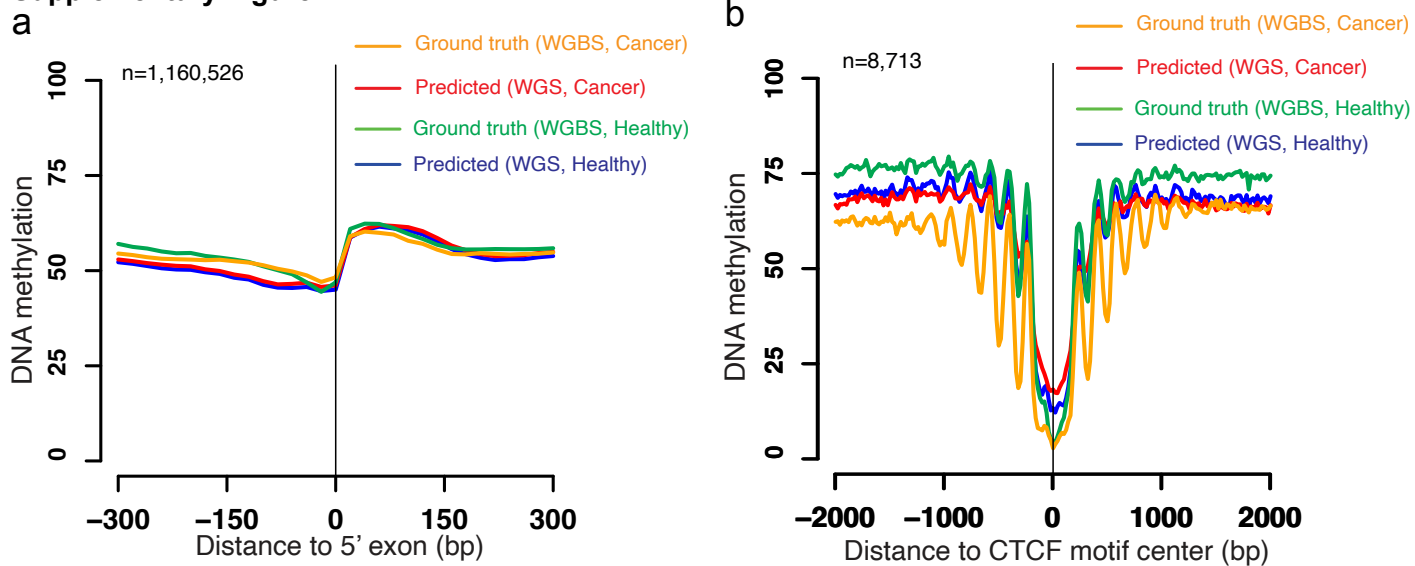 a
Ground truth (WGBS, Cancer)
n=1,160,526
Predicted (WGS, Cancer)
Ground truth (WGBS, Healthy)
Predicted (WGS, Healthy)
DNA methylation
100
75
50
25
0
−300
−150
0
150
300
Distance to 5' exon (bp)
b
Ground truth (WGBS, Cancer)
n=8,713
Predicted (WGS, Cancer)
Ground truth (WGBS, Healthy)
Predicted (WGS, Healthy)
DNA methylation
100
75
50
25
0
−2000
−1000
0
1000
2000
Distance to CTCF motif center (bp)